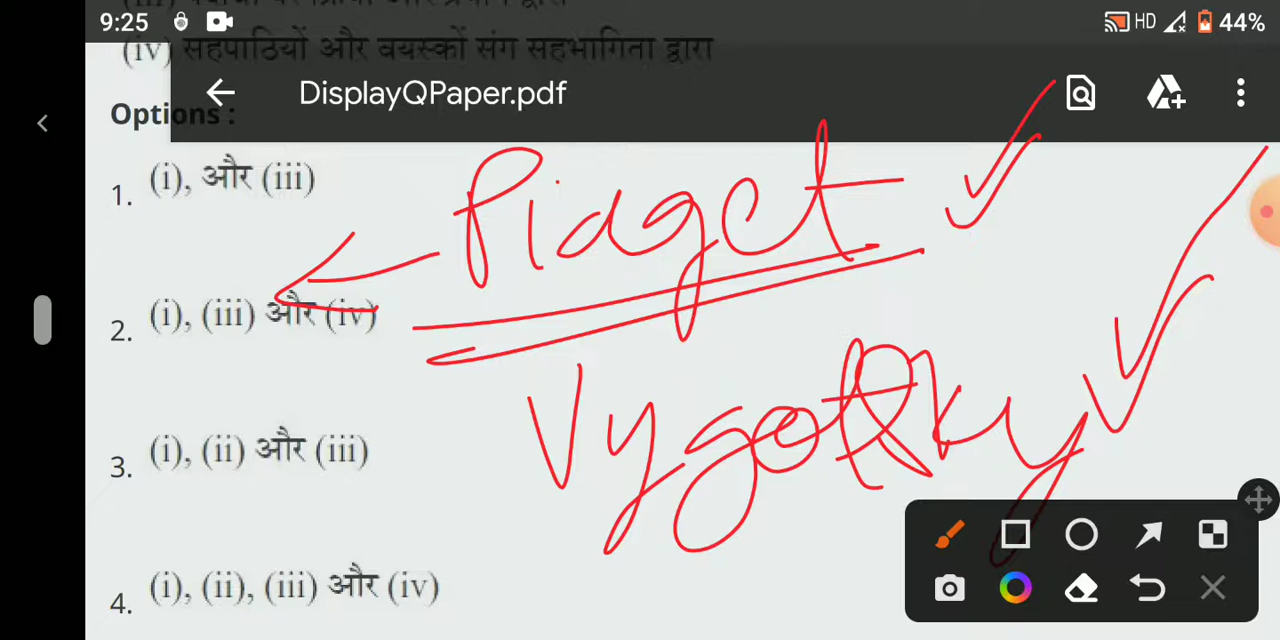 9:25 HD 44%
(iv) सहपाठियों और वयस्कों संग सहभागिता द्वारा
DisplayQPaper.pdf
Options :
1. (i), और (iii)
Piaget
2. (i), (iii) और (iv)
Vygotsky
3. (i), (ii) और (iii)
4. (i), (ii), (iii) और (iv)